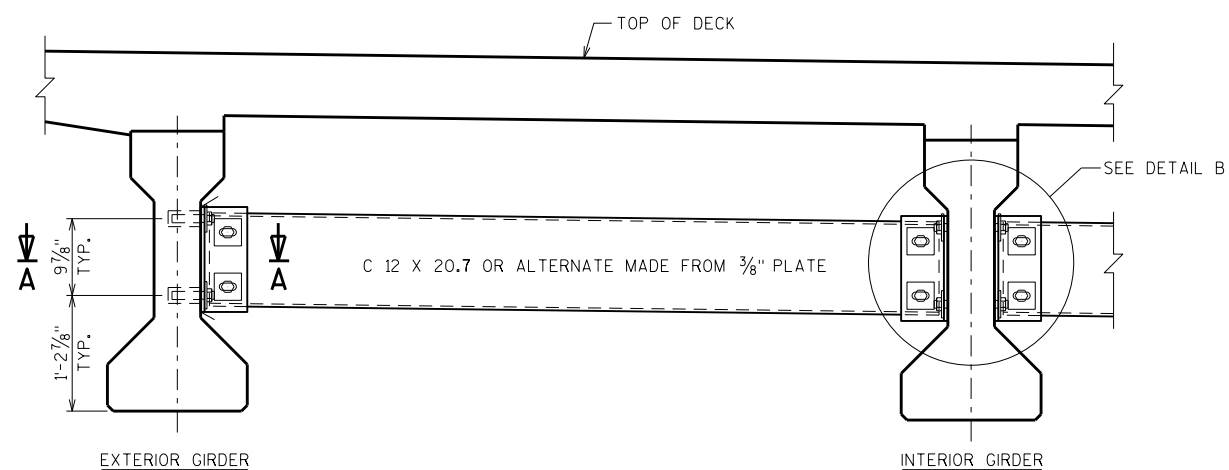 TOP OF DECK
SEE DETAIL B
A
A
9 7/8"
TYP.
C 12 X 20.7 OR ALTERNATE MADE FROM 3/8" PLATE
1'-2 7/8"
TYP.
EXTERIOR GIRDER
INTERIOR GIRDER